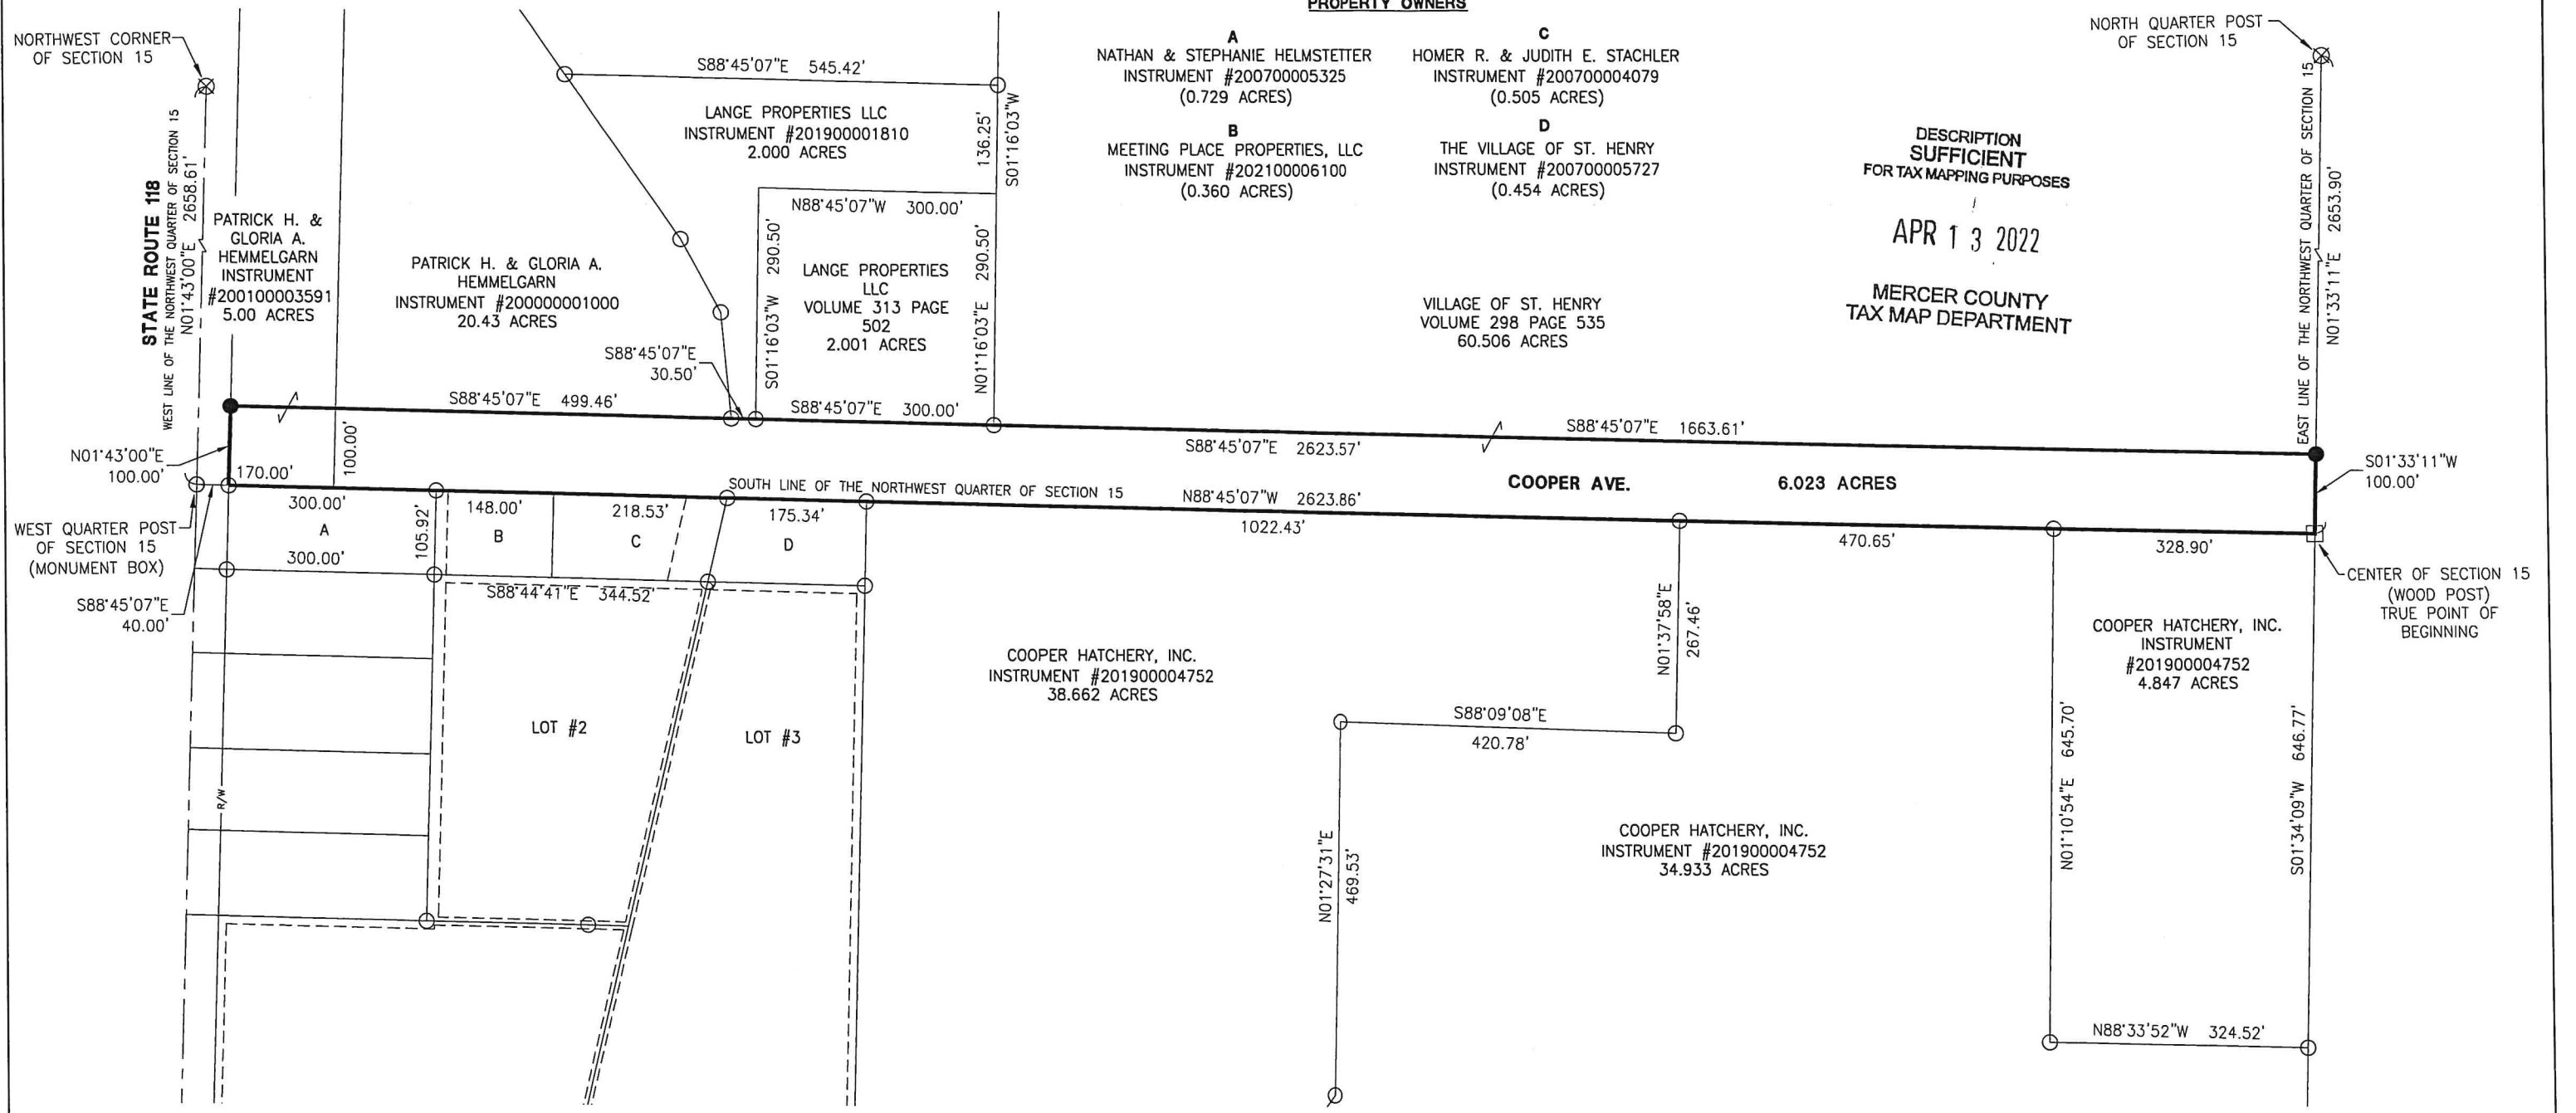 PROPERTY OWNERS
NORTHWEST CORNER
OF SECTION 15
A
NATHAN & STEPHANIE HELMSTETTER
INSTRUMENT #200700005325
(0.729 ACRES)
C
HOMER R. & JUDITH E. STACHLER
INSTRUMENT #200700004079
(0.505 ACRES)
B
MEETING PLACE PROPERTIES, LLC
INSTRUMENT #202100006100
(0.360 ACRES)
D
THE VILLAGE OF ST. HENRY
INSTRUMENT #200700005727
(0.454 ACRES)
NORTH QUARTER POST
OF SECTION 15
DESCRIPTION
SUFFICIENT
FOR TAX MAPPING PURPOSES
APR 13 2022
MERCER COUNTY
TAX MAP DEPARTMENT
STATE ROUTE 118
WEST LINE OF THE NORTHWEST QUARTER OF SECTION 15
N01°43'00"E 2658.61'
PATRICK H. &
GLORIA A.
HEMMELGARN
INSTRUMENT
#200100003591
5.00 ACRES
PATRICK H. & GLORIA A.
HEMMELGARN
INSTRUMENT #200000001000
20.43 ACRES
S88°45'07"E 545.42'
LANGE PROPERTIES LLC
INSTRUMENT #201900001810
2.000 ACRES
136.25'
S01°16'03"W
N88°45'07"W 300.00'
S01°16'03"W 290.50'
LANGE PROPERTIES
LLC
VOLUME 313 PAGE
502
2.001 ACRES
N01°16'03"E 290.50'
S88°45'07"E
30.50'
VILLAGE OF ST. HENRY
VOLUME 298 PAGE 535
60.506 ACRES
EAST LINE OF THE NORTHWEST QUARTER OF SECTION 15
N01°33'11"E 2653.90'
S88°45'07"E 499.46'
S88°45'07"E 300.00'
S88°45'07"E 1663.61'
S88°45'07"E 2623.57'
N01°43'00"E
100.00'
170.00'
100.00'
SOUTH LINE OF THE NORTHWEST QUARTER OF SECTION 15
N88°45'07"W 2623.86'
COOPER AVE.
6.023 ACRES
S01°33'11"W
100.00'
WEST QUARTER POST
OF SECTION 15
(MONUMENT BOX)
S88°45'07"E
40.00'
300.00'
A
300.00'
105.92'
148.00'
B
218.53'
C
175.34'
D
1022.43'
470.65'
328.90'
S88°44'41"E 344.52'
CENTER OF SECTION 15
(WOOD POST)
TRUE POINT OF
BEGINNING
LOT #2
LOT #3
COOPER HATCHERY, INC.
INSTRUMENT #201900004752
38.662 ACRES
N01°37'58"E
267.46'
S88°09'08"E
420.78'
N01°27'31"E
469.53'
COOPER HATCHERY, INC.
INSTRUMENT #201900004752
34.933 ACRES
COOPER HATCHERY, INC.
INSTRUMENT
#201900004752
4.847 ACRES
N01°10'54"E 645.70'
S01°34'09"W 646.77'
N88°33'52"W 324.52'
R/W